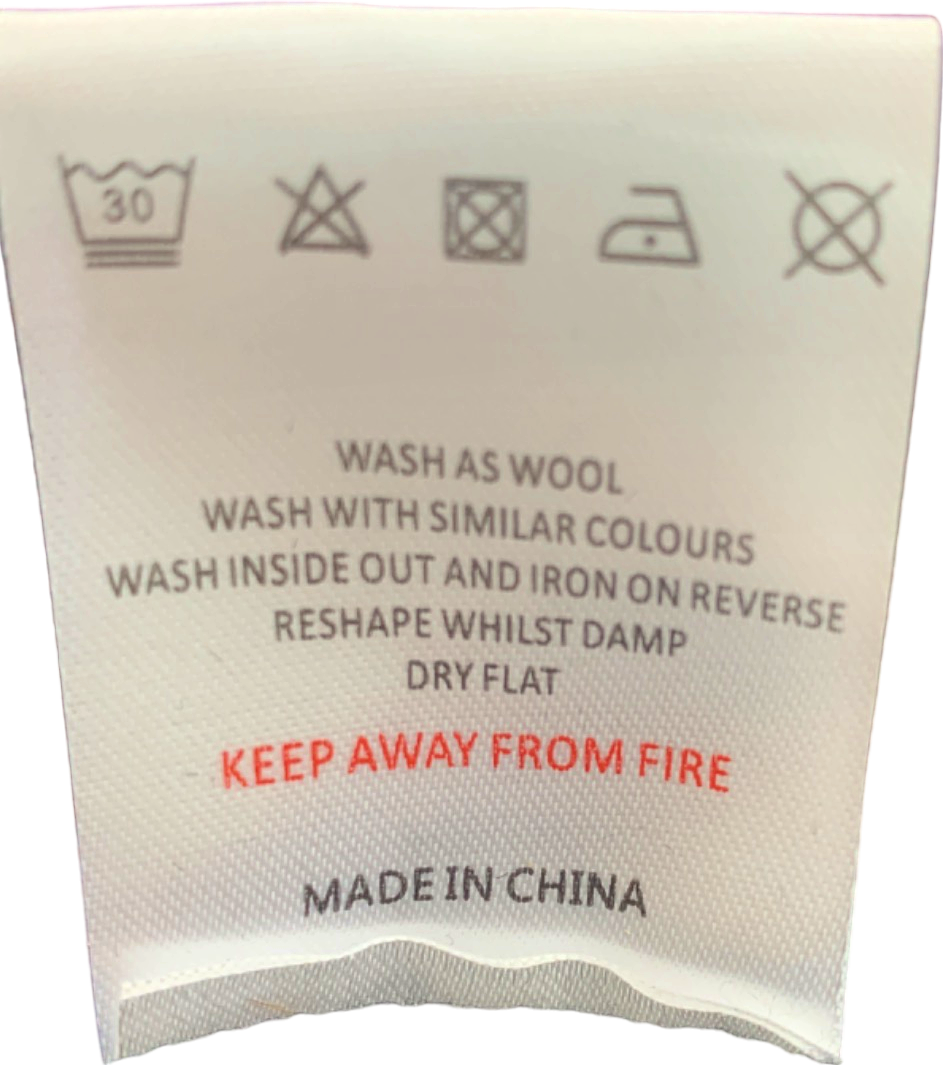 30
WASH AS WOOL
WASH WITH SIMILAR COLOURS
WASH INSIDE OUT AND IRON ON REVERSE
RESHAPE WHILST DAMP
DRY FLAT
KEEP AWAY FROM FIRE
MADE IN CHINA